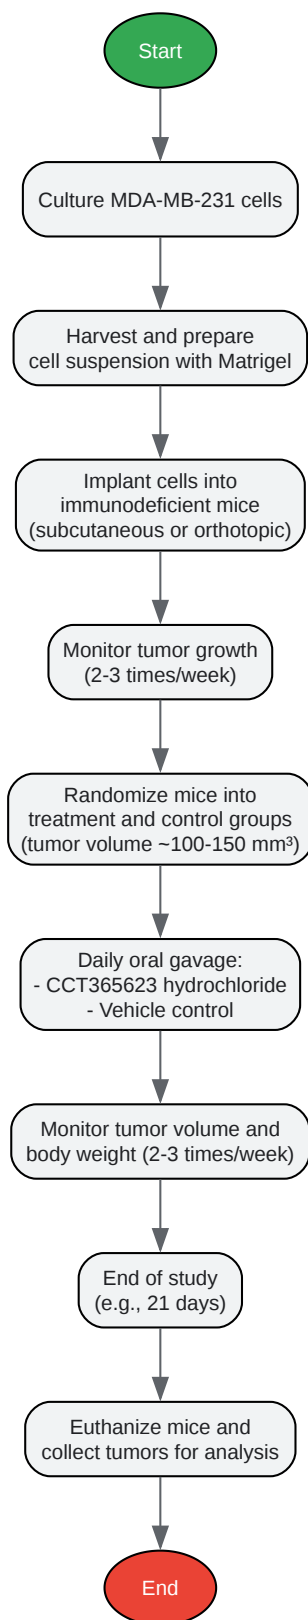 Start
Culture MDA-MB-231 cells
Harvest and prepare
cell suspension with Matrigel
Implant cells into
immunodeficient mice
(subcutaneous or orthotopic)
Monitor tumor growth
(2-3 times/week)
Randomize mice into
treatment and control groups
(tumor volume ~100-150 mm³)
Daily oral gavage:
- CCT365623 hydrochloride
- Vehicle control
Monitor tumor volume and
body weight (2-3 times/week)
End of study
(e.g., 21 days)
Euthanize mice and
collect tumors for analysis
End